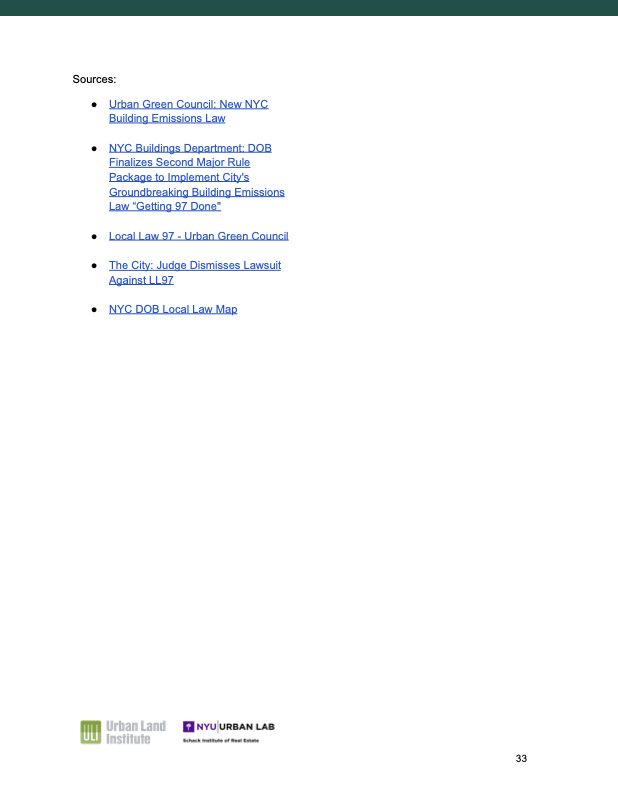 Sources:
● Urban Green Council: New NYC
Building Emissions Law
● NYC Buildings Department: DOB
Finalizes Second Major Rule
Package to Implement City's
Groundbreaking Building Emissions
Law “Getting 97 Done"
● Local Law 97 - Urban Green Council
● The City: Judge Dismisses Lawsuit
Against LL97
● NYC DOB Local Law Map
ULI Urban Land
Institute
NYU URBAN LAB
Schack Institute of Real Estate
33